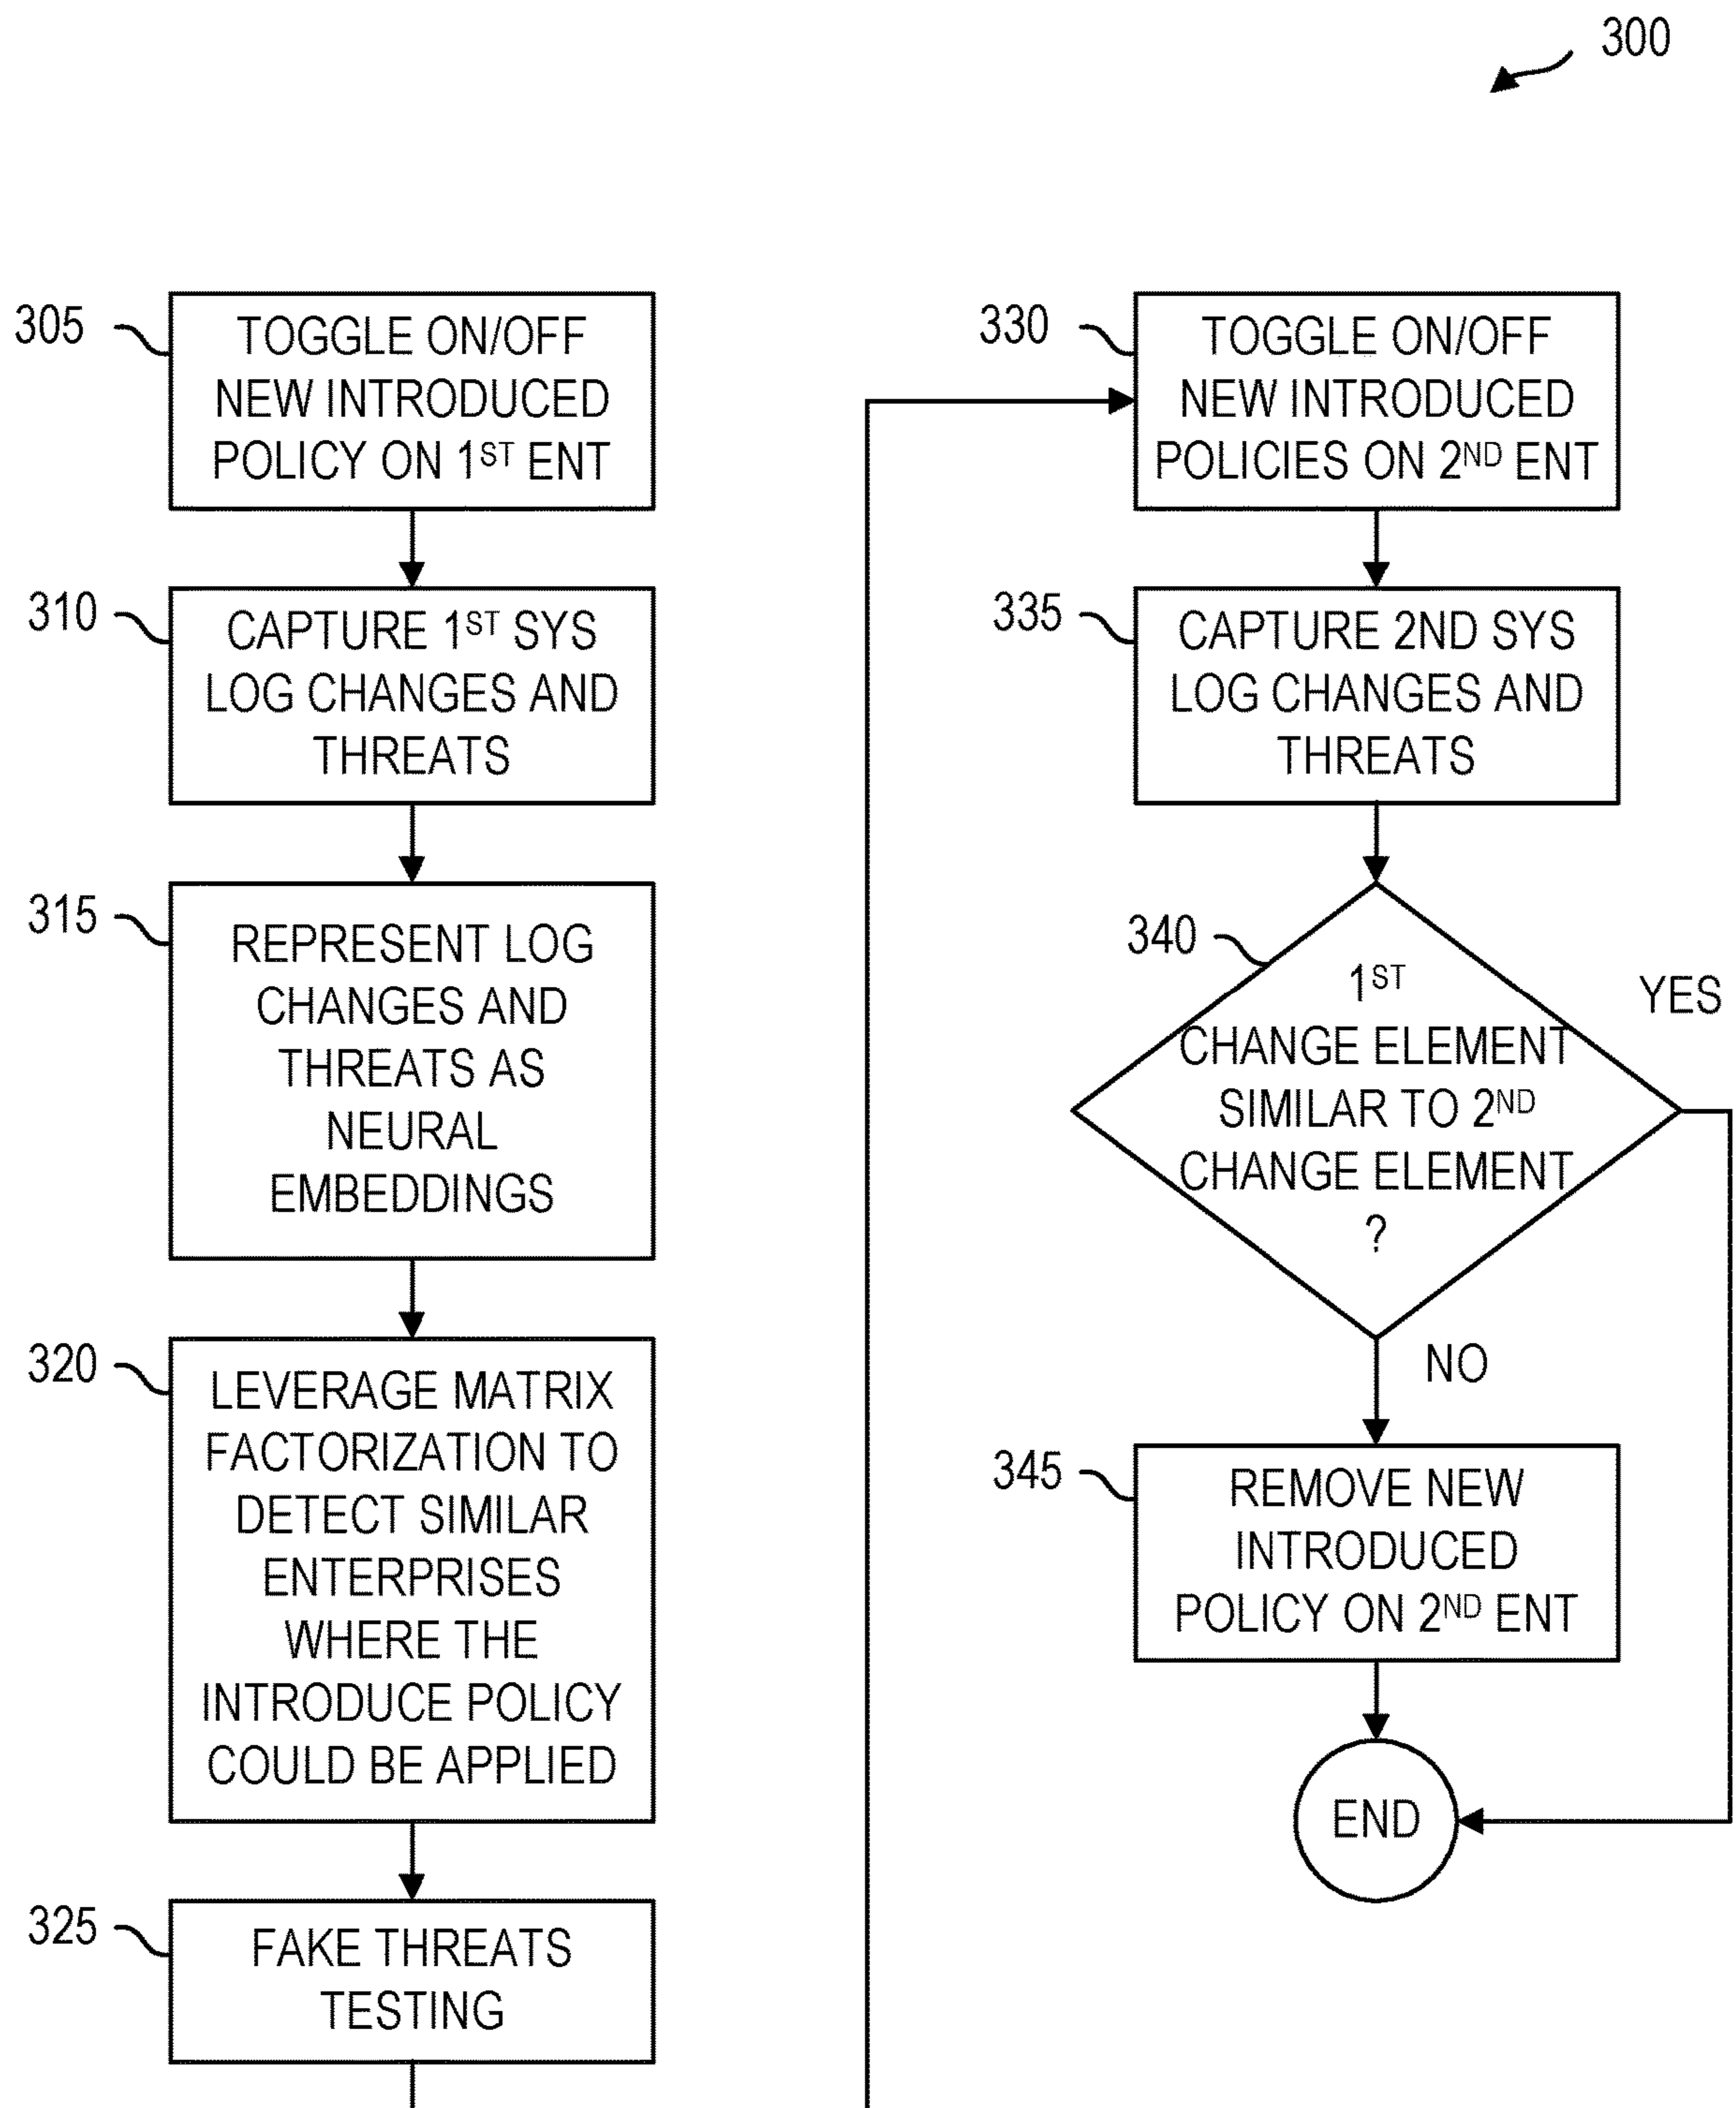 300
305
TOGGLE ON/OFF
NEW INTRODUCED
POLICY ON 1ST ENT
310
CAPTURE 1ST SYS
LOG CHANGES AND
THREATS
315
REPRESENT LOG
CHANGES AND
THREATS AS
NEURAL
EMBEDDINGS
320
LEVERAGE MATRIX
FACTORIZATION TO
DETECT SIMILAR
ENTERPRISES
WHERE THE
INTRODUCE POLICY
COULD BE APPLIED
325
FAKE THREATS
TESTING
330
TOGGLE ON/OFF
NEW INTRODUCED
POLICIES ON 2ND ENT
335
CAPTURE 2ND SYS
LOG CHANGES AND
THREATS
340
1ST
CHANGE ELEMENT
SIMILAR TO 2ND
CHANGE ELEMENT
?
YES
NO
345
REMOVE NEW
INTRODUCED
POLICY ON 2ND ENT
END